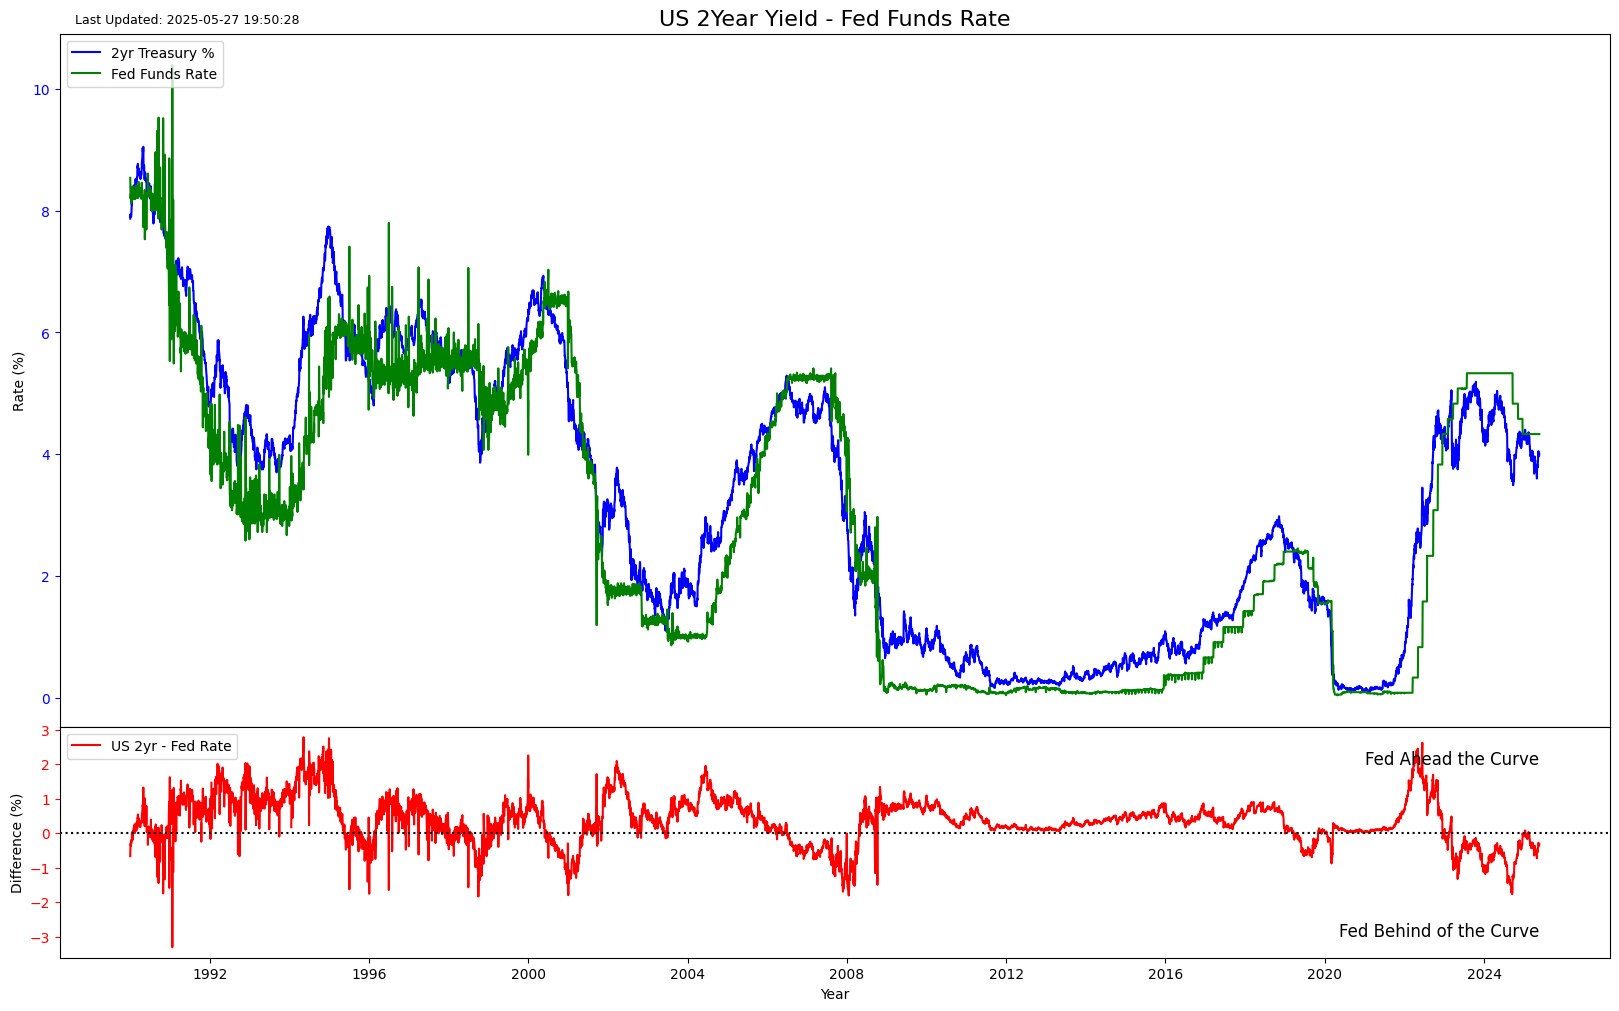 Last Updated: 2025-05-27 19:50:28
US 2Year Yield - Fed Funds Rate
2yr Treasury %
Fed Funds Rate
10
8
6
4
2
0
Rate (%)
US 2yr - Fed Rate
Fed Ahead the Curve
Fed Behind of the Curve
3
2
1
0
−1
−2
−3
Difference (%)
1992 1996 2000 2004 2008 2012 2016 2020 2024
Year